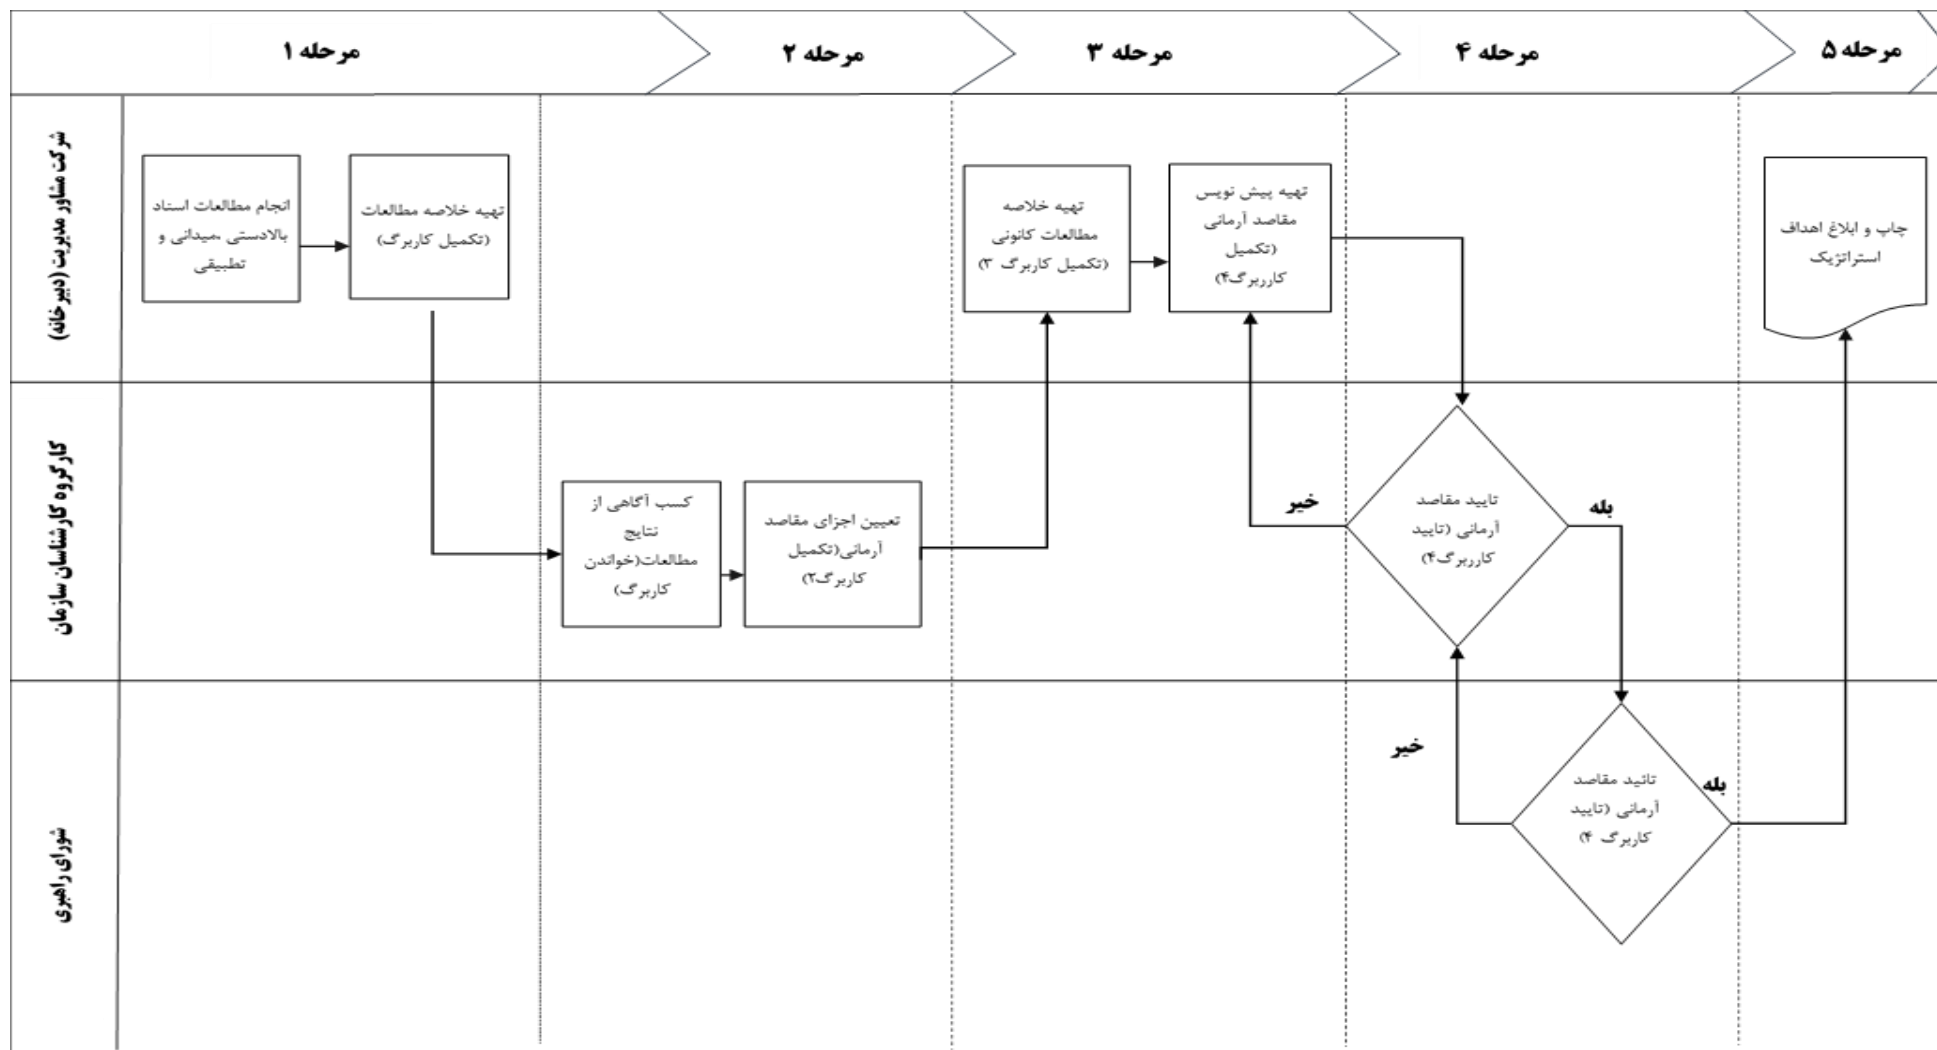 مرحله ۱
مرحله ۲
مرحله ۳
مرحله ۴
مرحله ۵
شرکت مشاور مدیریت (دبیرخانه)
انجام مطالعات اسناد
بالادستی ،میدانی و
تطبیقی
تهیه خلاصه مطالعات
(تکمیل کاربرگ)
تهیه خلاصه
مطالعات کانونی
(تکمیل کاربرگ ۳)
تهیه پیش نویس
مقاصد آرمانی
(تکمیل
کاربربرگ۴)
چاپ و ابلاغ اهداف
استراتژیک
کارگروه کارشناسان سازمان
کسب آگاهی از
نتایج
مطالعات(خواندن
کاربرگ)
تعیین اجزای مقاصد
آرمانی(تکمیل
کاربرگ۲)
خیر
تایید مقاصد
آرمانی (تایید
کاربربرگ۴)
بله
شورای راهبری
خیر
تائید مقاصد
آرمانی (تایید
کاربرگ ۴)
بله